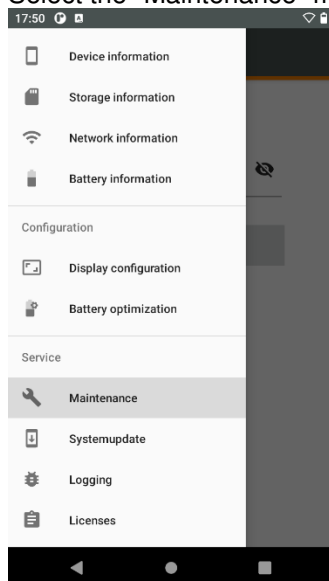 17:50
Device information
Storage information
Network information
Battery information
Configuration
Display configuration
Battery optimization
Service
Maintenance
Systemupdate
Logging
Licenses